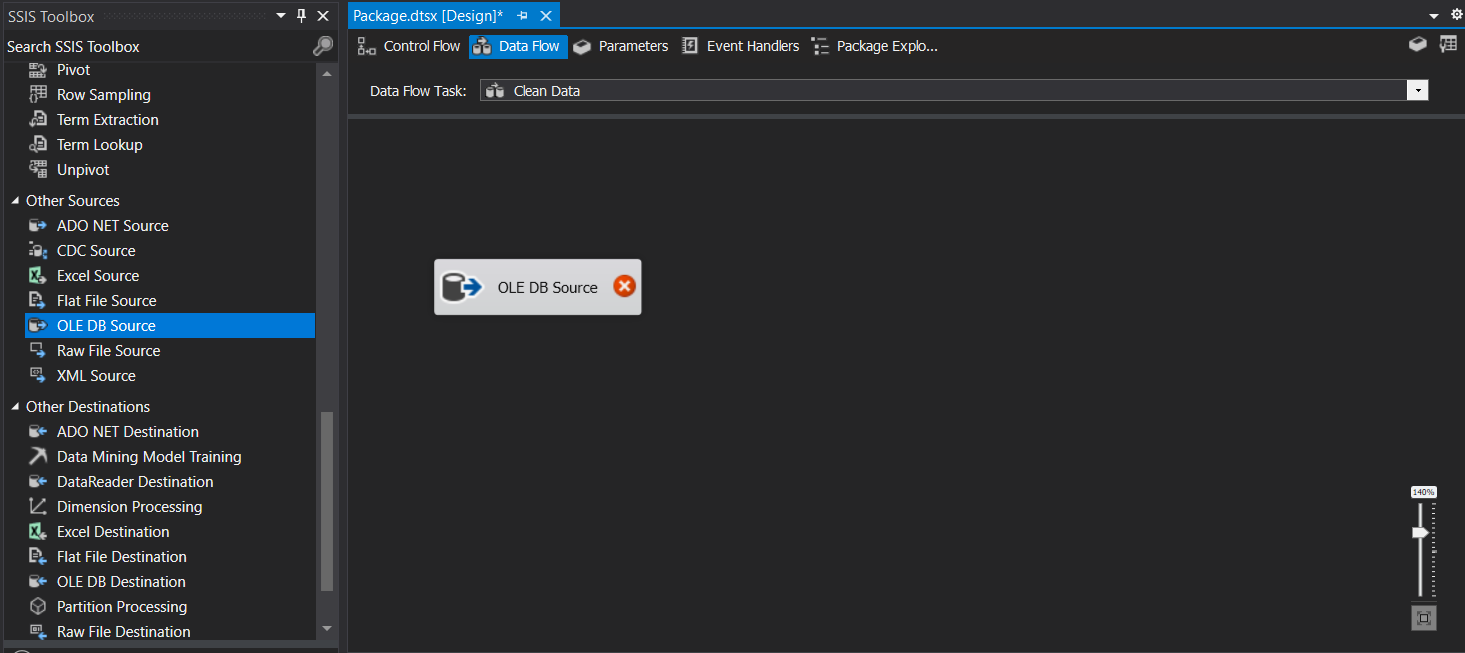 SSIS Toolbox
Search SSIS Toolbox
Pivot
Row Sampling
Term Extraction
Term Lookup
Unpivot
Other Sources
ADO NET Source
CDC Source
Excel Source
Flat File Source
OLE DB Source
Raw File Source
XML Source
Other Destinations
ADO NET Destination
Data Mining Model Training
DataReader Destination
Dimension Processing
Excel Destination
Flat File Destination
OLE DB Destination
Partition Processing
Raw File Destination
Package.dtsx [Design]*
Control Flow Data Flow Parameters Event Handlers Package Explo...
Data Flow Task: Clean Data
OLE DB Source
140%